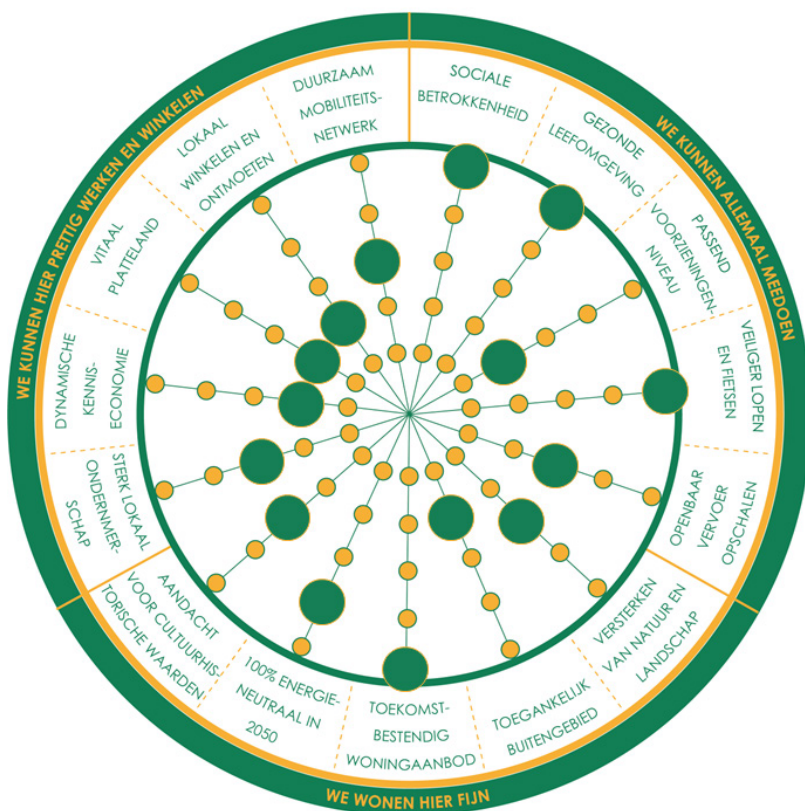 WE KUNNEN ALLEMAAL MEEDOEN
SOCIALE
BETROKKENHEID
GEZONDE
LEEFOMGEVING
PASSEND
VOORZIENINGEN-
NIVEAU
VEILIGER LOPEN
EN FIETSEN
OPENBAAR
VERVOER
OPSCHALEN
WE WONEN HIER FIJN
VERSTERKEN
VAN NATUUR EN
LANDSCHAP
TOEGANKELIJK
BUITENGEBIED
TOEKOMST-
BESTENDIG
WONINGAANBOD
100% ENERGIE-
NEUTRAAL IN
2050
AANDACHT
VOOR CULTUURHIS-
TORISCHE WAARDEN
WE KUNNEN HIER PRETTIG WERKEN EN WINKELEN
STERK LOKAAL
ONDERNMER-
SCHAP
DYNAMISCHE
KENNIS-
ECONOMIE
VITAAL
PLATTELAND
LOKAAL
WINKELEN EN
ONTMOETEN
DUURZAAM
MOBILITEITS-
NETWERK